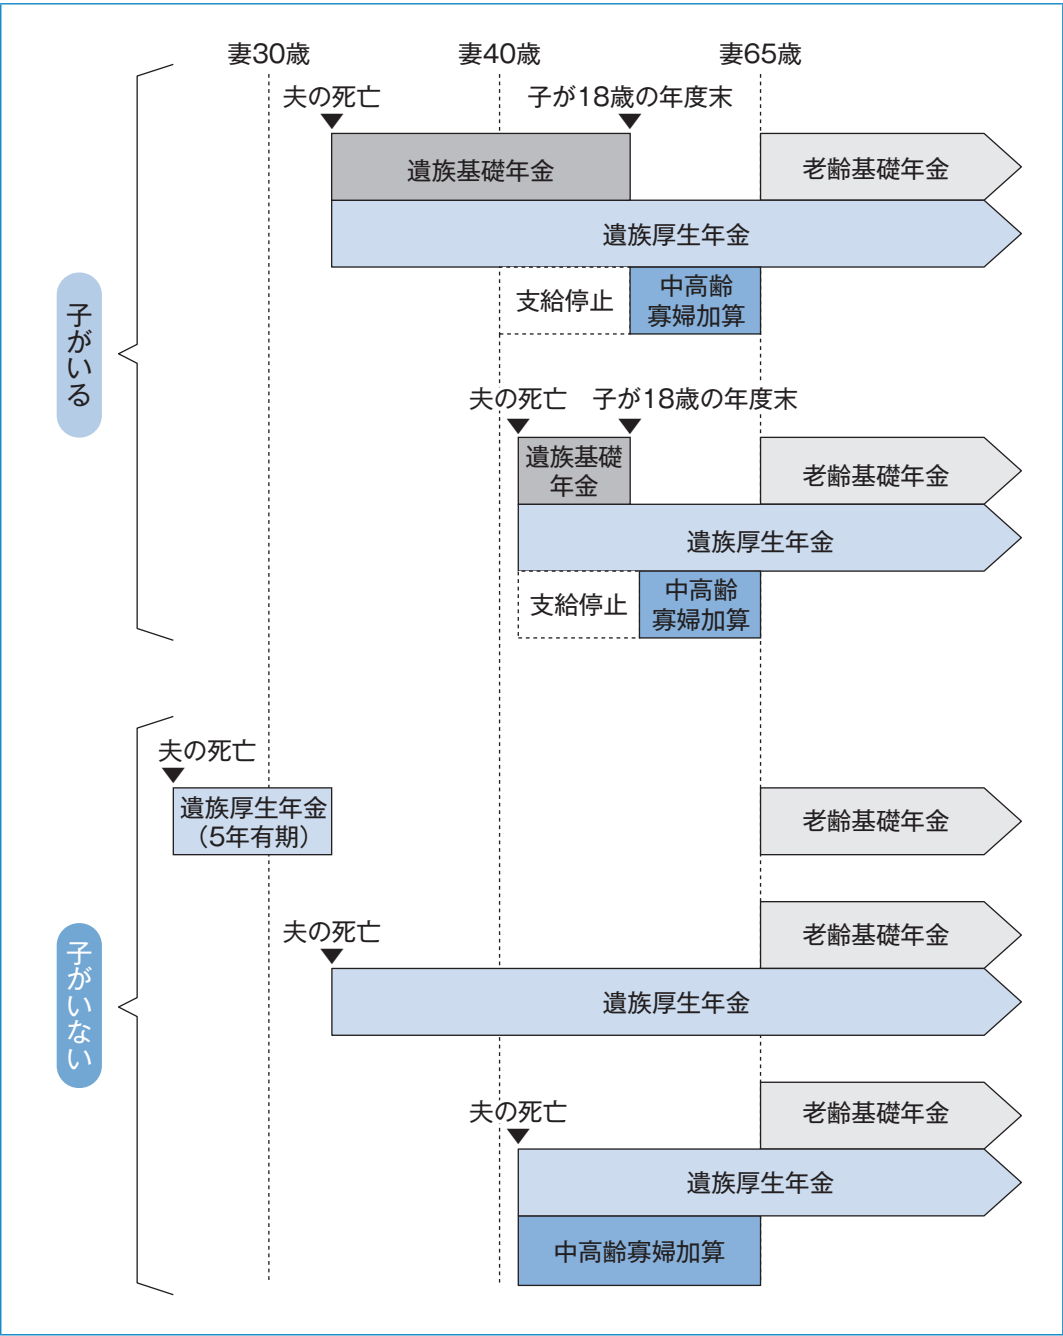 妻30歳
妻40歳
妻65歳
夫の死亡
子が18歳の年度末
遺族基礎年金
老齢基礎年金
遺族厚生年金
支給停止
中高齢
寡婦加算
子がいる
夫の死亡
子が18歳の年度末
遺族基礎
年金
老齢基礎年金
遺族厚生年金
支給停止
中高齢
寡婦加算
夫の死亡
遺族厚生年金
（5年有期）
老齢基礎年金
子がいない
夫の死亡
老齢基礎年金
遺族厚生年金
夫の死亡
老齢基礎年金
遺族厚生年金
中高齢寡婦加算